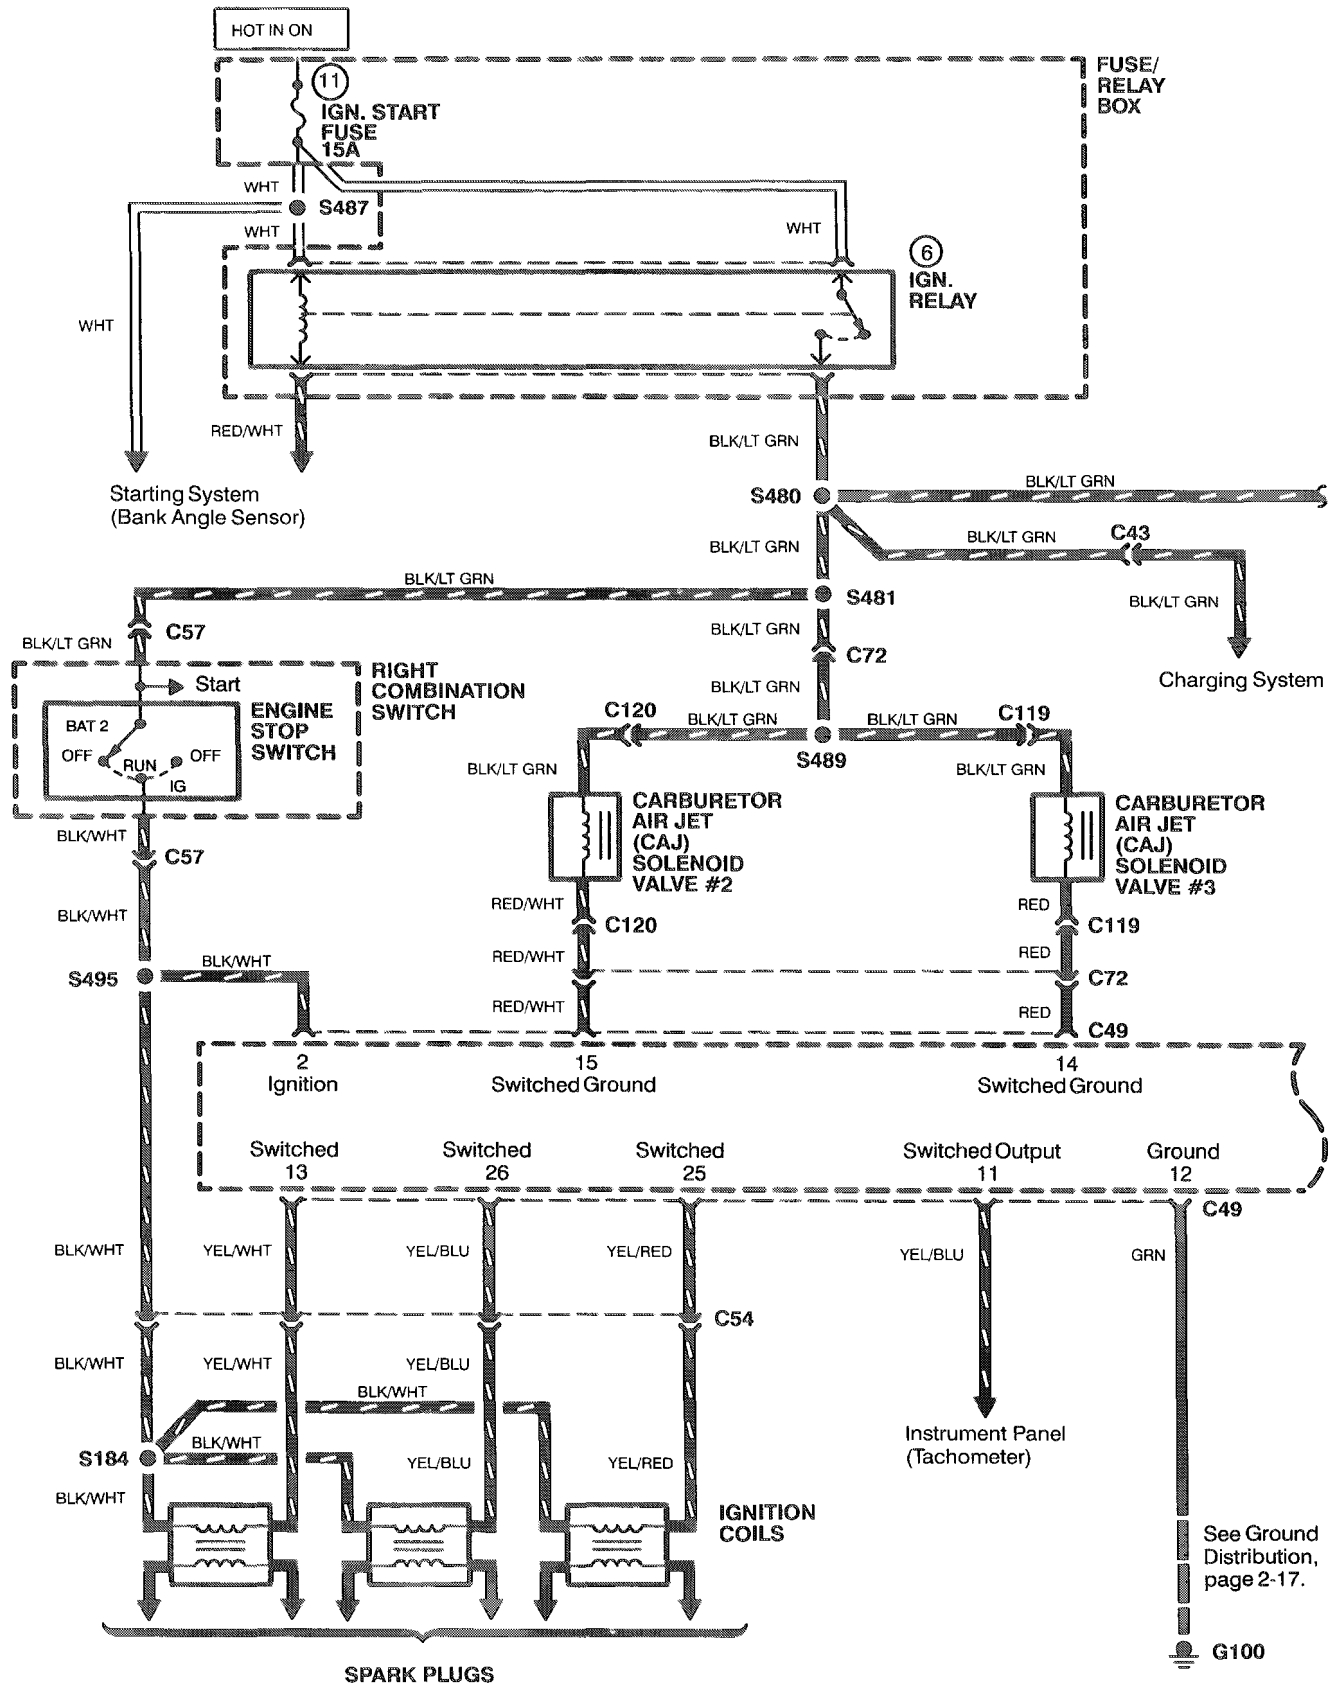 HOT IN ON
11
IGN. START
FUSE
15A
FUSE/
RELAY
BOX
WHT
S487
WHT
WHT
6
IGN.
RELAY
WHT
RED/WHT
BLK/LT GRN
Starting System
(Bank Angle Sensor)
S480
BLK/LT GRN
BLK/LT GRN
BLK/LT GRN
C43
BLK/LT GRN
S481
BLK/LT GRN
BLK/LT GRN
C57
BLK/LT GRN
BLK/LT GRN
C72
BLK/LT GRN
Charging System
Start
RIGHT
COMBINATION
SWITCH
ENGINE
STOP
SWITCH
BAT 2
OFF
RUN
OFF
IG
C120
BLK/LT GRN
BLK/LT GRN
C119
S489
BLK/LT GRN
BLK/LT GRN
CARBURETOR
AIR JET
(CAJ)
SOLENOID
VALVE #2
CARBURETOR
AIR JET
(CAJ)
SOLENOID
VALVE #3
BLK/WHT
C57
BLK/WHT
RED/WHT
C120
RED
C119
RED/WHT
RED
C72
S495
BLK/WHT
RED/WHT
RED
C49
2
Ignition
15
Switched Ground
14
Switched Ground
Switched
13
Switched
26
Switched
25
Switched Output
11
Ground
12
C49
BLK/WHT
YEL/WHT
YEL/BLU
YEL/RED
YEL/BLU
GRN
C54
BLK/WHT
YEL/WHT
YEL/BLU
BLK/WHT
Instrument Panel
(Tachometer)
S184
BLK/WHT
YEL/BLU
YEL/RED
BLK/WHT
IGNITION
COILS
See Ground
Distribution,
page 2-17.
G100
SPARK PLUGS